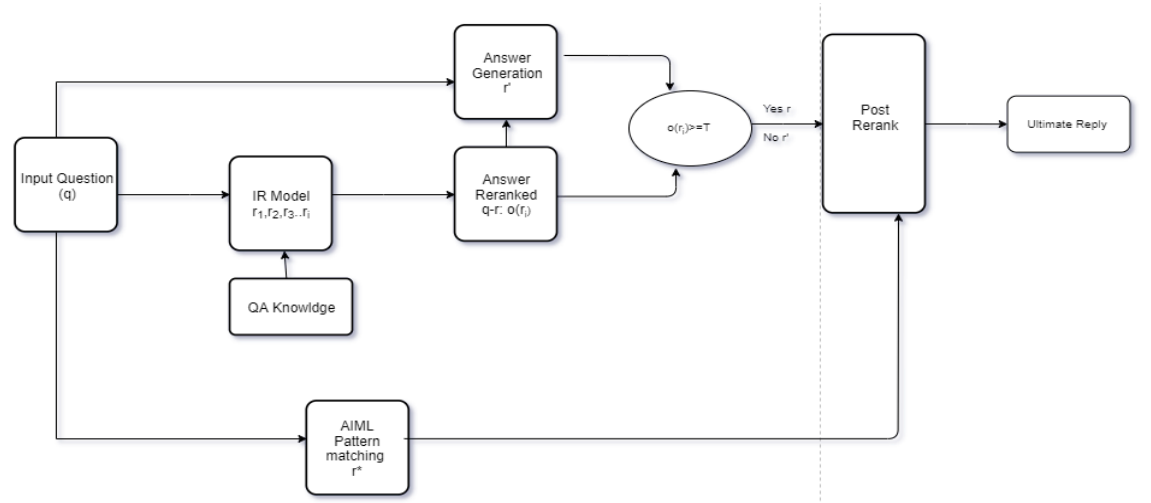 Answer
Generation
r'
o(rᵢ)>=T
Yes r
No r'
Post
Rerank
Ultimate Reply
Input Question
(q)
IR Model
r₁,r₂,r₃..rᵢ
Answer
Reranked
q-r: o(rᵢ)
QA Knowldge
AIML
Pattern
matching
r*